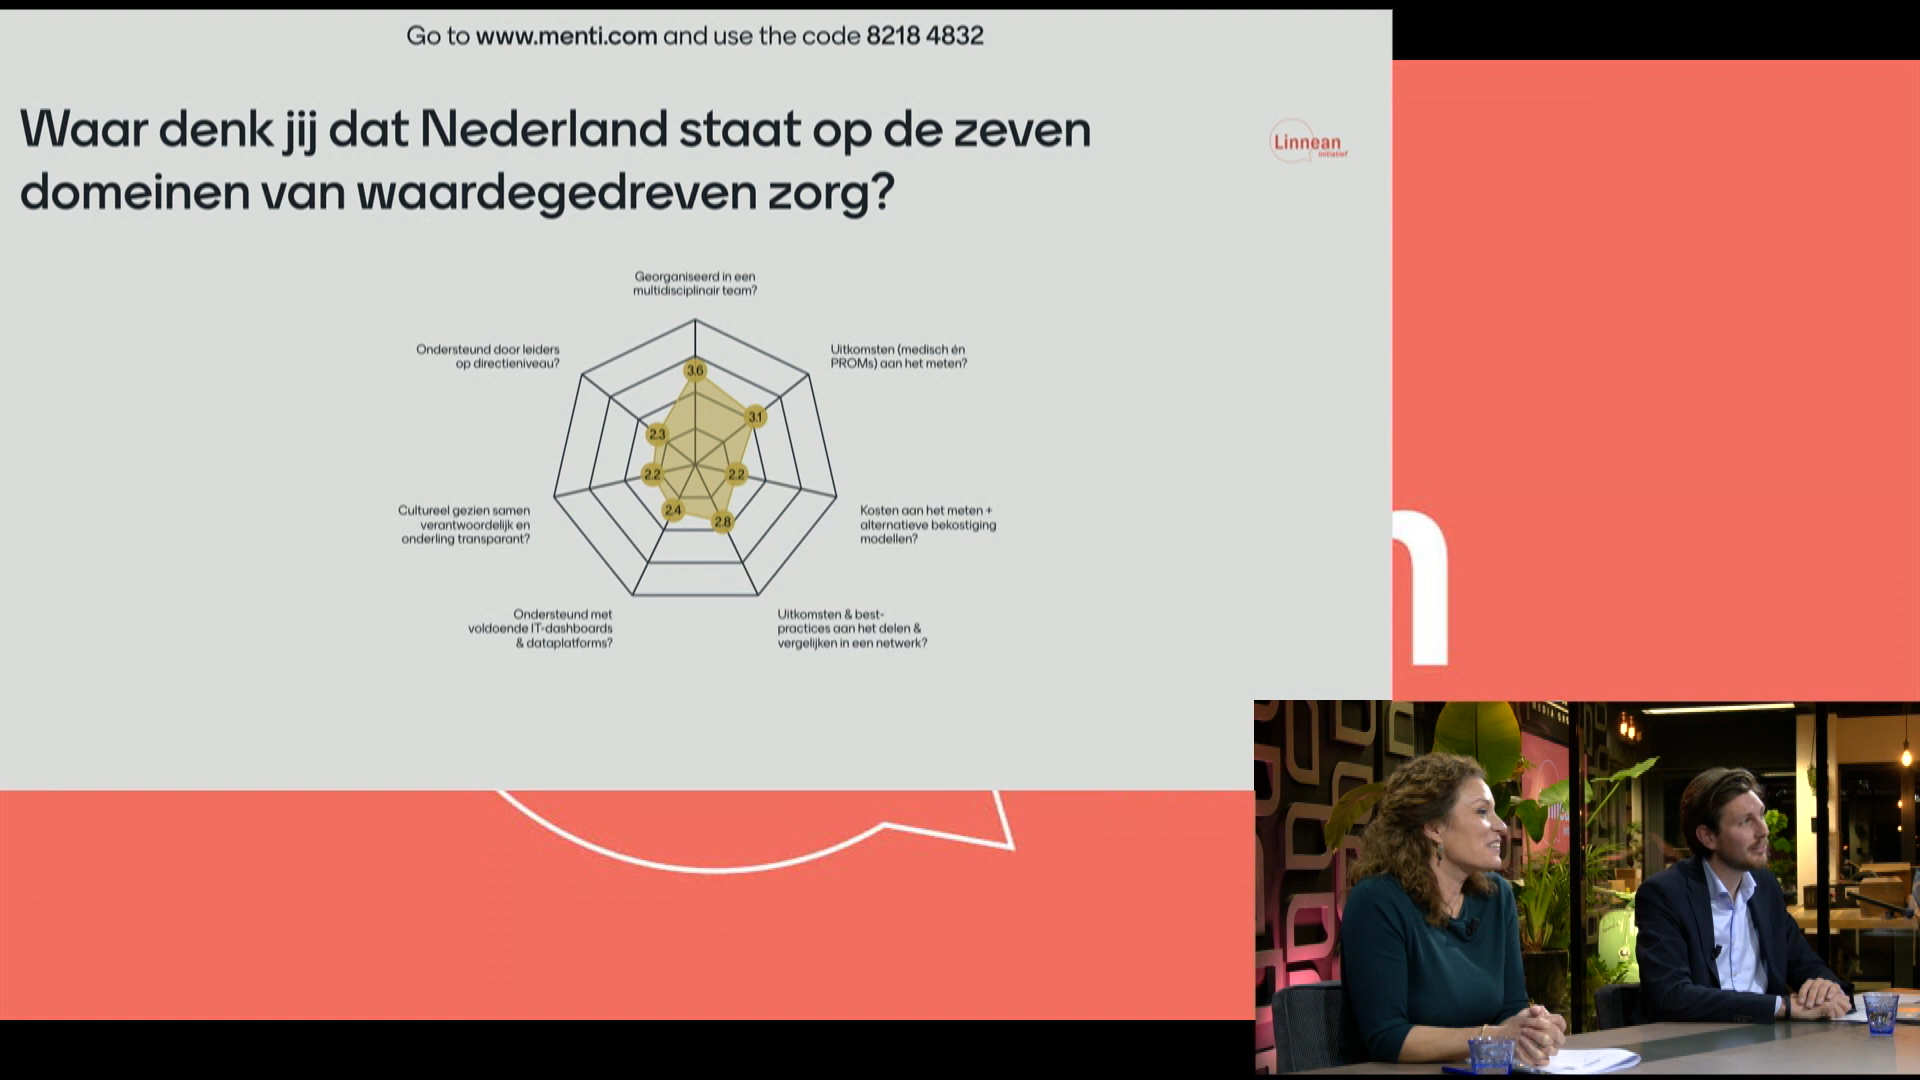 Go to www.menti.com and use the code 8218 4832
Waar denk jij dat Nederland staat op de zeven
domeinen van waardegedreven zorg?
Linnean
initiatief
Georganiseerd in een
multidisciplinair team?
Ondersteund door leiders
op directieniveau?
Uitkomsten (medisch én
PROMs) aan het meten?
3.6
3.1
2.3
2.2
2.2
2.4
2.8
Cultureel gezien samen
verantwoordelijk en
onderling transparant?
Kosten aan het meten +
alternatieve bekostiging
modellen?
Ondersteund met
voldoende IT-dashboards
& dataplatforms?
Uitkomsten & best-
practices aan het delen &
vergelijken in een netwerk?
n